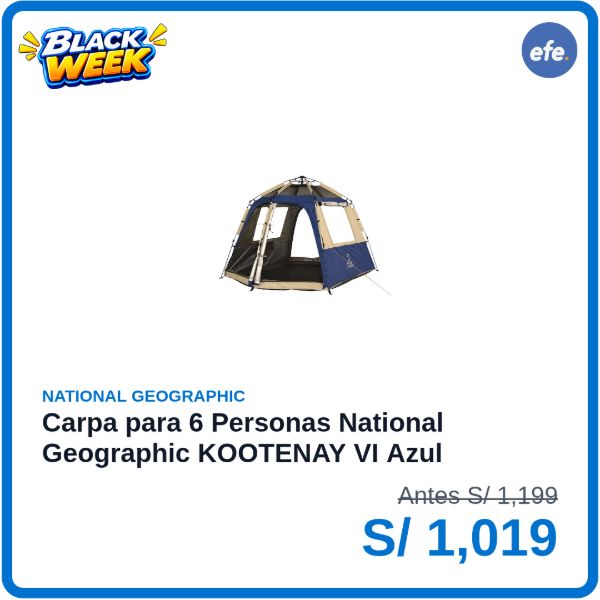 BLACK
WEEK
efe.
NATIONAL GEOGRAPHIC
Carpa para 6 Personas National
Geographic KOOTENAY VI Azul
Antes S/ 1,199
S/ 1,019